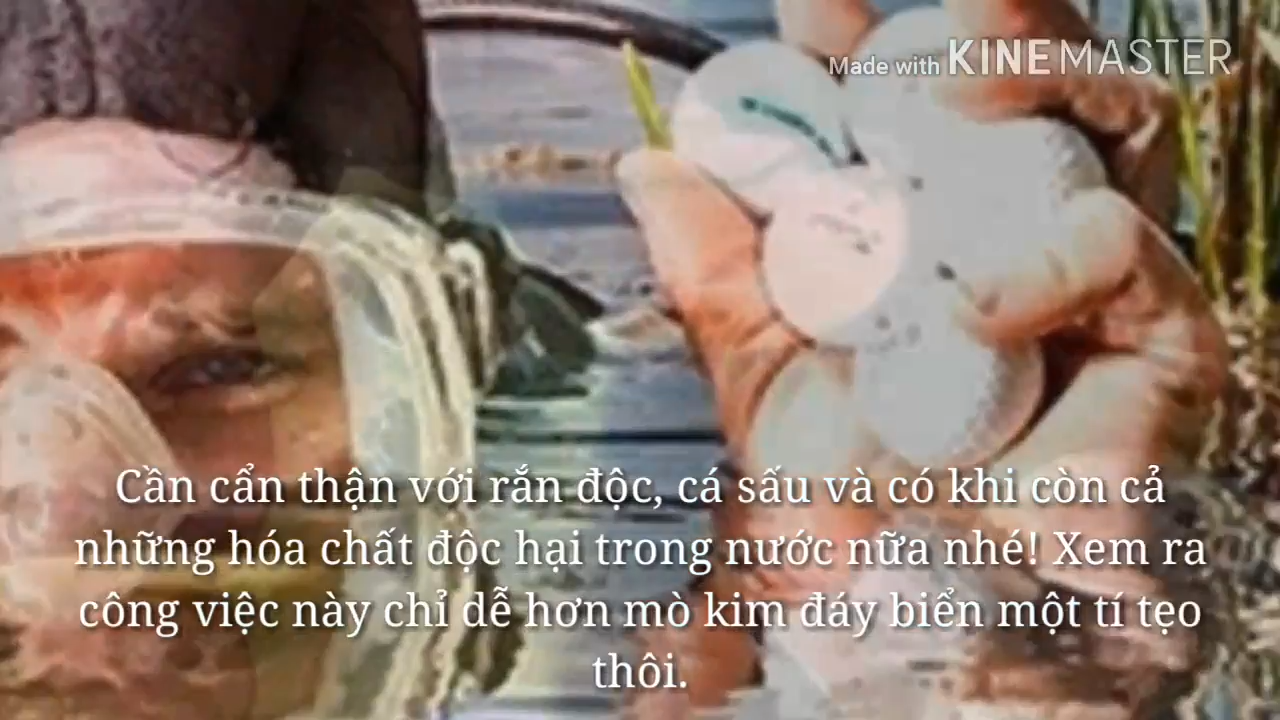 Made with KINEMASTER
Cần cẩn thận với rắn độc, cá sấu và có khi còn cả
những hóa chất độc hại trong nước nữa nhé! Xem ra
công việc này chỉ dễ hơn mò kim đáy biển một tí tẹo
thôi.